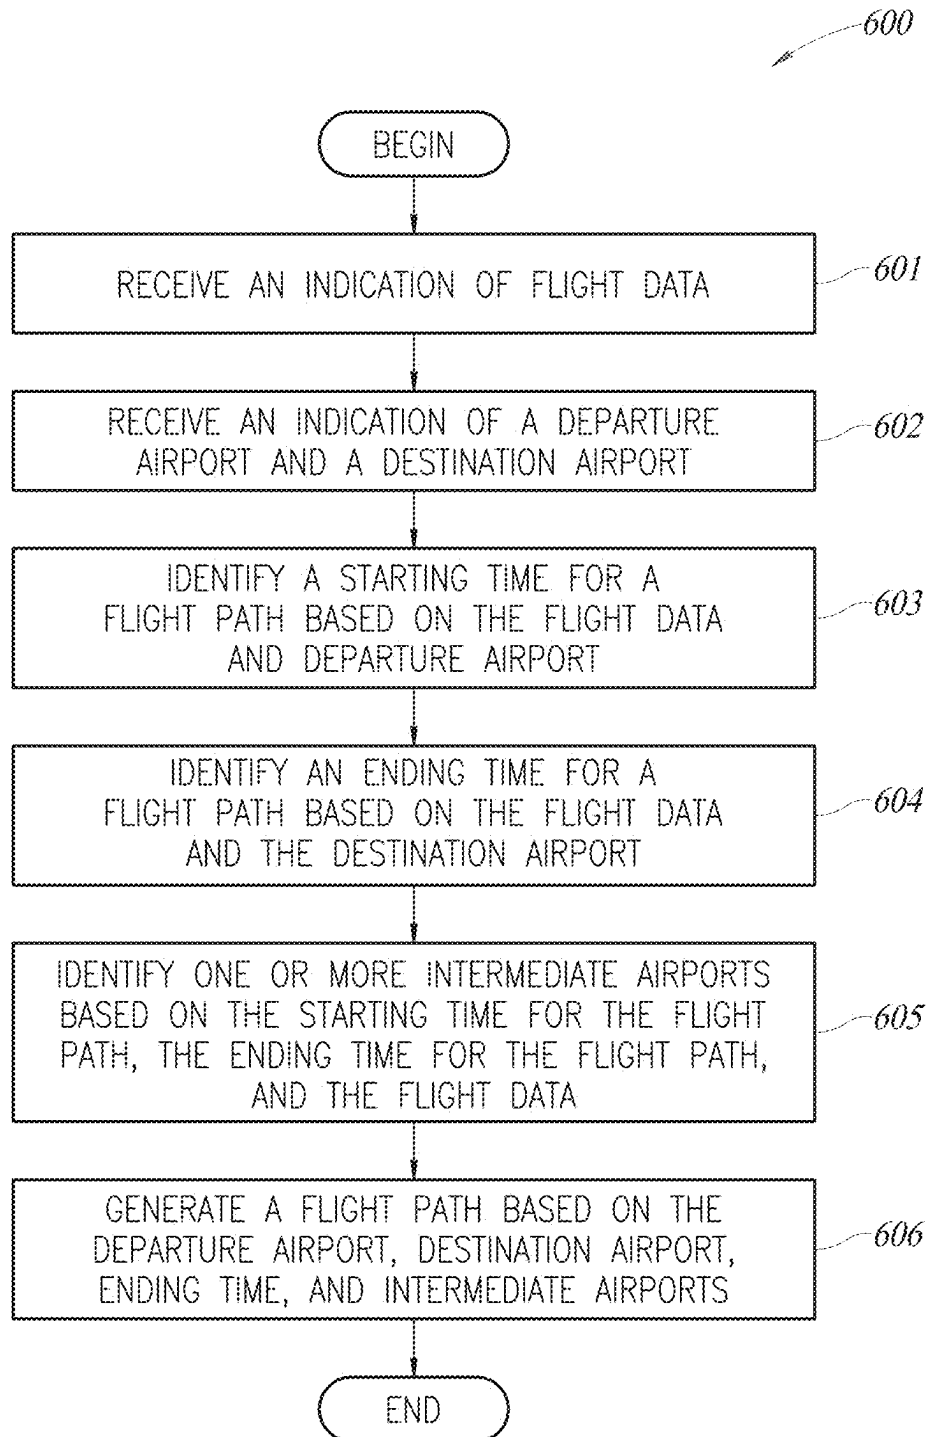 600
BEGIN
RECEIVE AN INDICATION OF FLIGHT DATA
601
RECEIVE AN INDICATION OF A DEPARTURE
AIRPORT AND A DESTINATION AIRPORT
602
IDENTIFY A STARTING TIME FOR A
FLIGHT PATH BASED ON THE FLIGHT DATA
AND DEPARTURE AIRPORT
603
IDENTIFY AN ENDING TIME FOR A
FLIGHT PATH BASED ON THE FLIGHT DATA
AND THE DESTINATION AIRPORT
604
IDENTIFY ONE OR MORE INTERMEDIATE AIRPORTS
BASED ON THE STARTING TIME FOR THE FLIGHT
PATH, THE ENDING TIME FOR THE FLIGHT PATH,
AND THE FLIGHT DATA
605
GENERATE A FLIGHT PATH BASED ON THE
DEPARTURE AIRPORT, DESTINATION AIRPORT,
ENDING TIME, AND INTERMEDIATE AIRPORTS
606
END